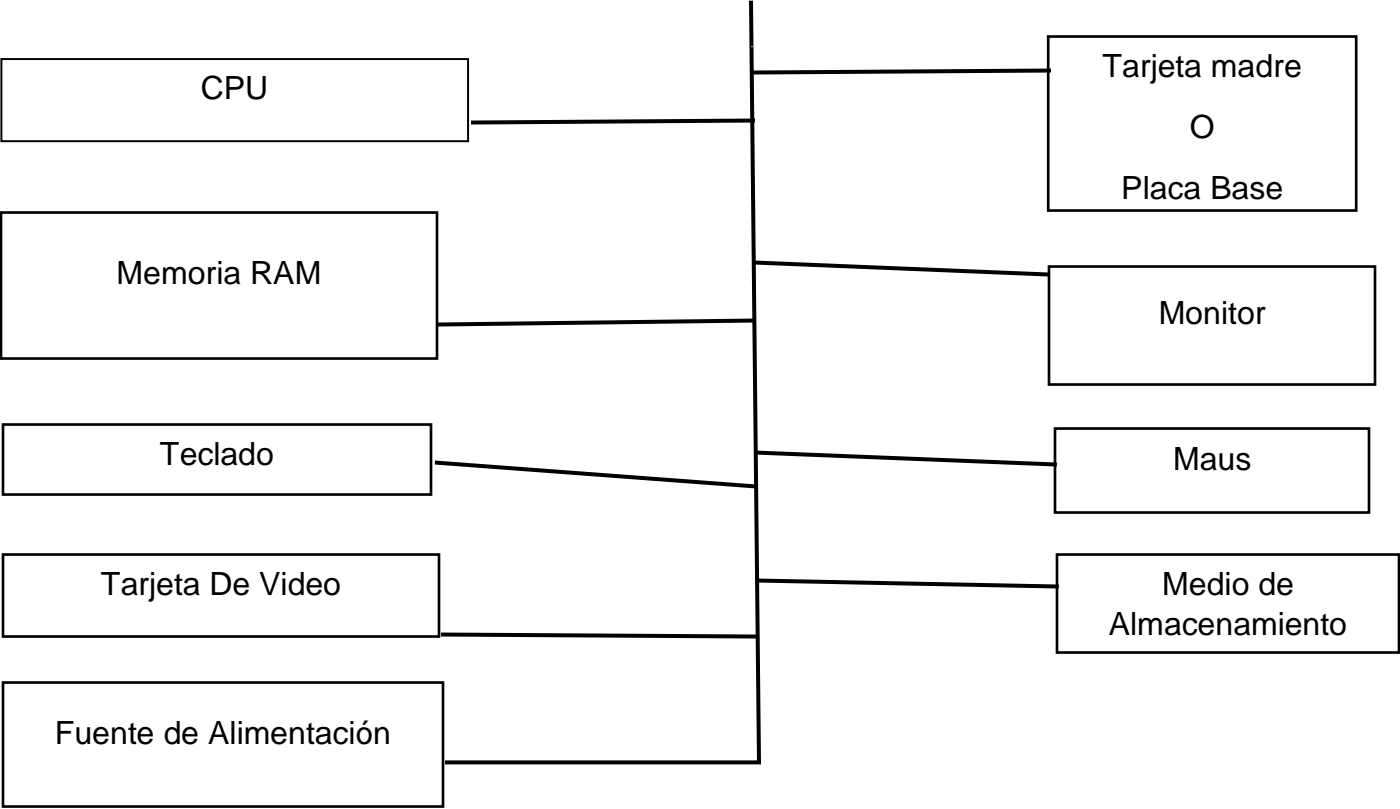 CPU
Tarjeta madre
O
Placa Base
Memoria RAM
Monitor
Teclado
Maus
Tarjeta De Video
Medio de
Almacenamiento
Fuente de Alimentación